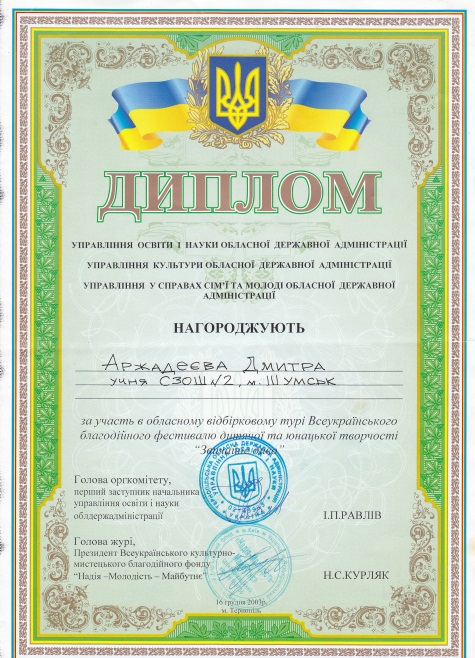 ДИПЛОМ
УПРАВЛІННЯ ОСВІТИ І НАУКИ ОБЛАСНОЇ ДЕРЖАВНОЇ АДМІНІСТРАЦІЇ
УПРАВЛІННЯ КУЛЬТУРИ ОБЛАСНОЇ ДЕРЖАВНОЇ АДМІНІСТРАЦІЇ
УПРАВЛІННЯ У СПРАВАХ СІМ'Ї ТА МОЛОДІ ОБЛАСНОЇ ДЕРЖАВНОЇ
АДМІНІСТРАЦІЇ
НАГОРОДЖУЮТЬ
Аржадеєва Дмитра
учня СЗОШ №2, м. Шумськ
за участь в обласному відбірковому турі Всеукраїнського
благодійного фестивалю дитячої та юнацької творчості
Голова оргкомітету,
перший заступник начальника
управління освіти і науки
облдержадміністрації
І.П.РАВЛІВ
Голова журі,
Президент Всеукраїнського культурно-
мистецького благодійного фонду
"Надія –Молодість – Майбутнє"
Н.С.КУРЛЯК
16 грудня 2003р.
м. Тернопіль